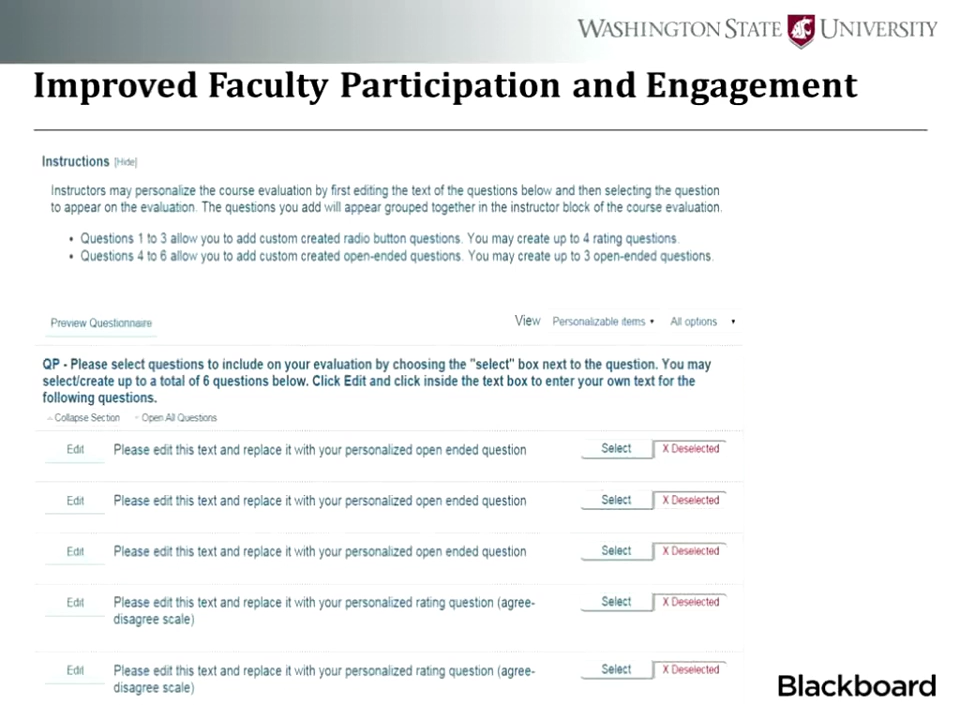 WASHINGTON STATE UNIVERSITY
Improved Faculty Participation and Engagement
Instructions [Hide]
Instructors may personalize the course evaluation by first editing the text of the questions below and then selecting the question
to appear on the evaluation. The questions you add will appear grouped together in the instructor block of the course evaluation.
• Questions 1 to 3 allow you to add custom created radio button questions. You may create up to 4 rating questions.
• Questions 4 to 6 allow you to add custom created open-ended questions. You may create up to 3 open-ended questions.
Preview Questionnaire View Personalizable items All options
QP - Please select questions to include on your evaluation by choosing the "select" box next to the question. You may
select/create up to a total of 6 questions below. Click Edit and click inside the text box to enter your own text for the
following questions.
Collapse Section Open All Questions
Edit Please edit this text and replace it with your personalized open ended question Select X Deselected
Edit Please edit this text and replace it with your personalized open ended question Select X Deselected
Edit Please edit this text and replace it with your personalized open ended question Select X Deselected
Edit Please edit this text and replace it with your personalized rating question (agree-
disagree scale) Select X Deselected
Edit Please edit this text and replace it with your personalized rating question (agree-
disagree scale) Select X Deselected
Blackboard